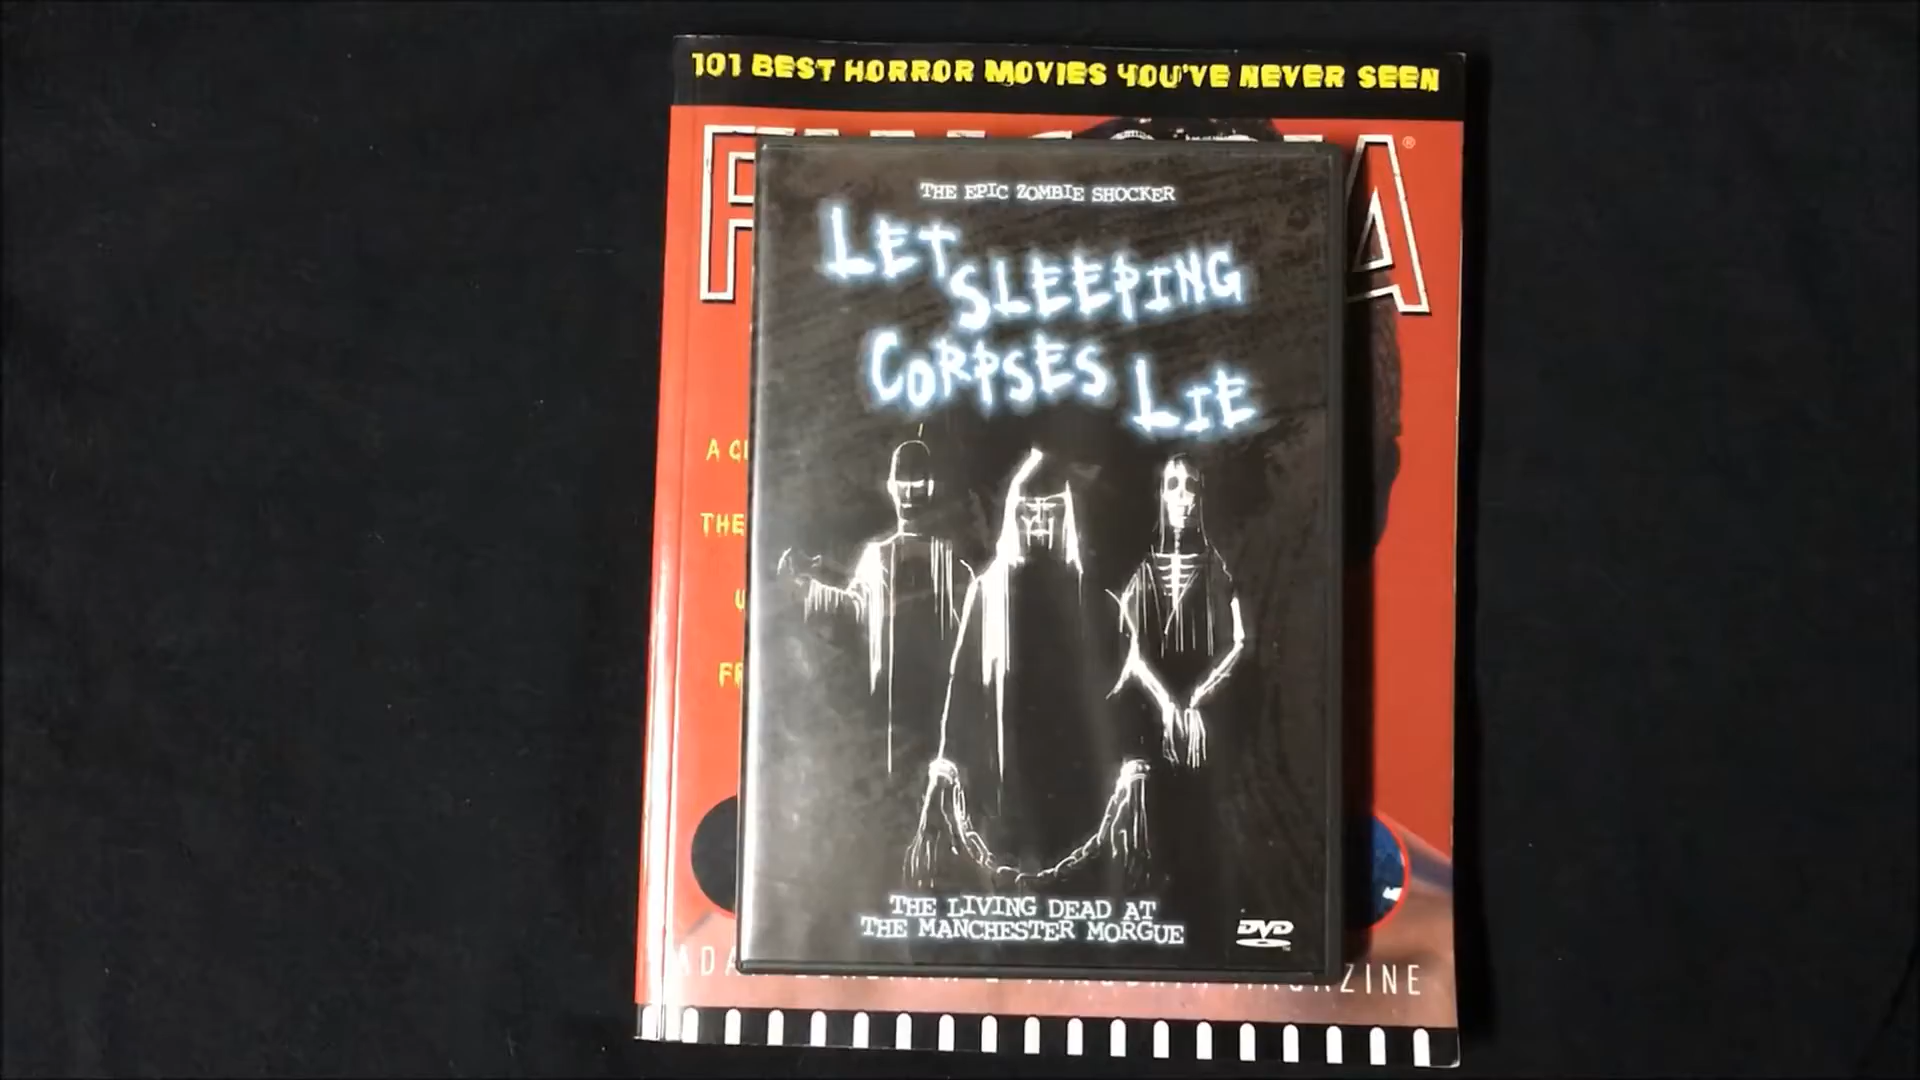 101 BEST HORROR MOVIES YOU'VE NEVER SEEN
®
THE EPIC ZOMBIE SHOCKER
LET
SLEEPING
CORPSES LIE
A
THE
THE LIVING DEAD AT
THE MANCHESTER MORGUE
DVD